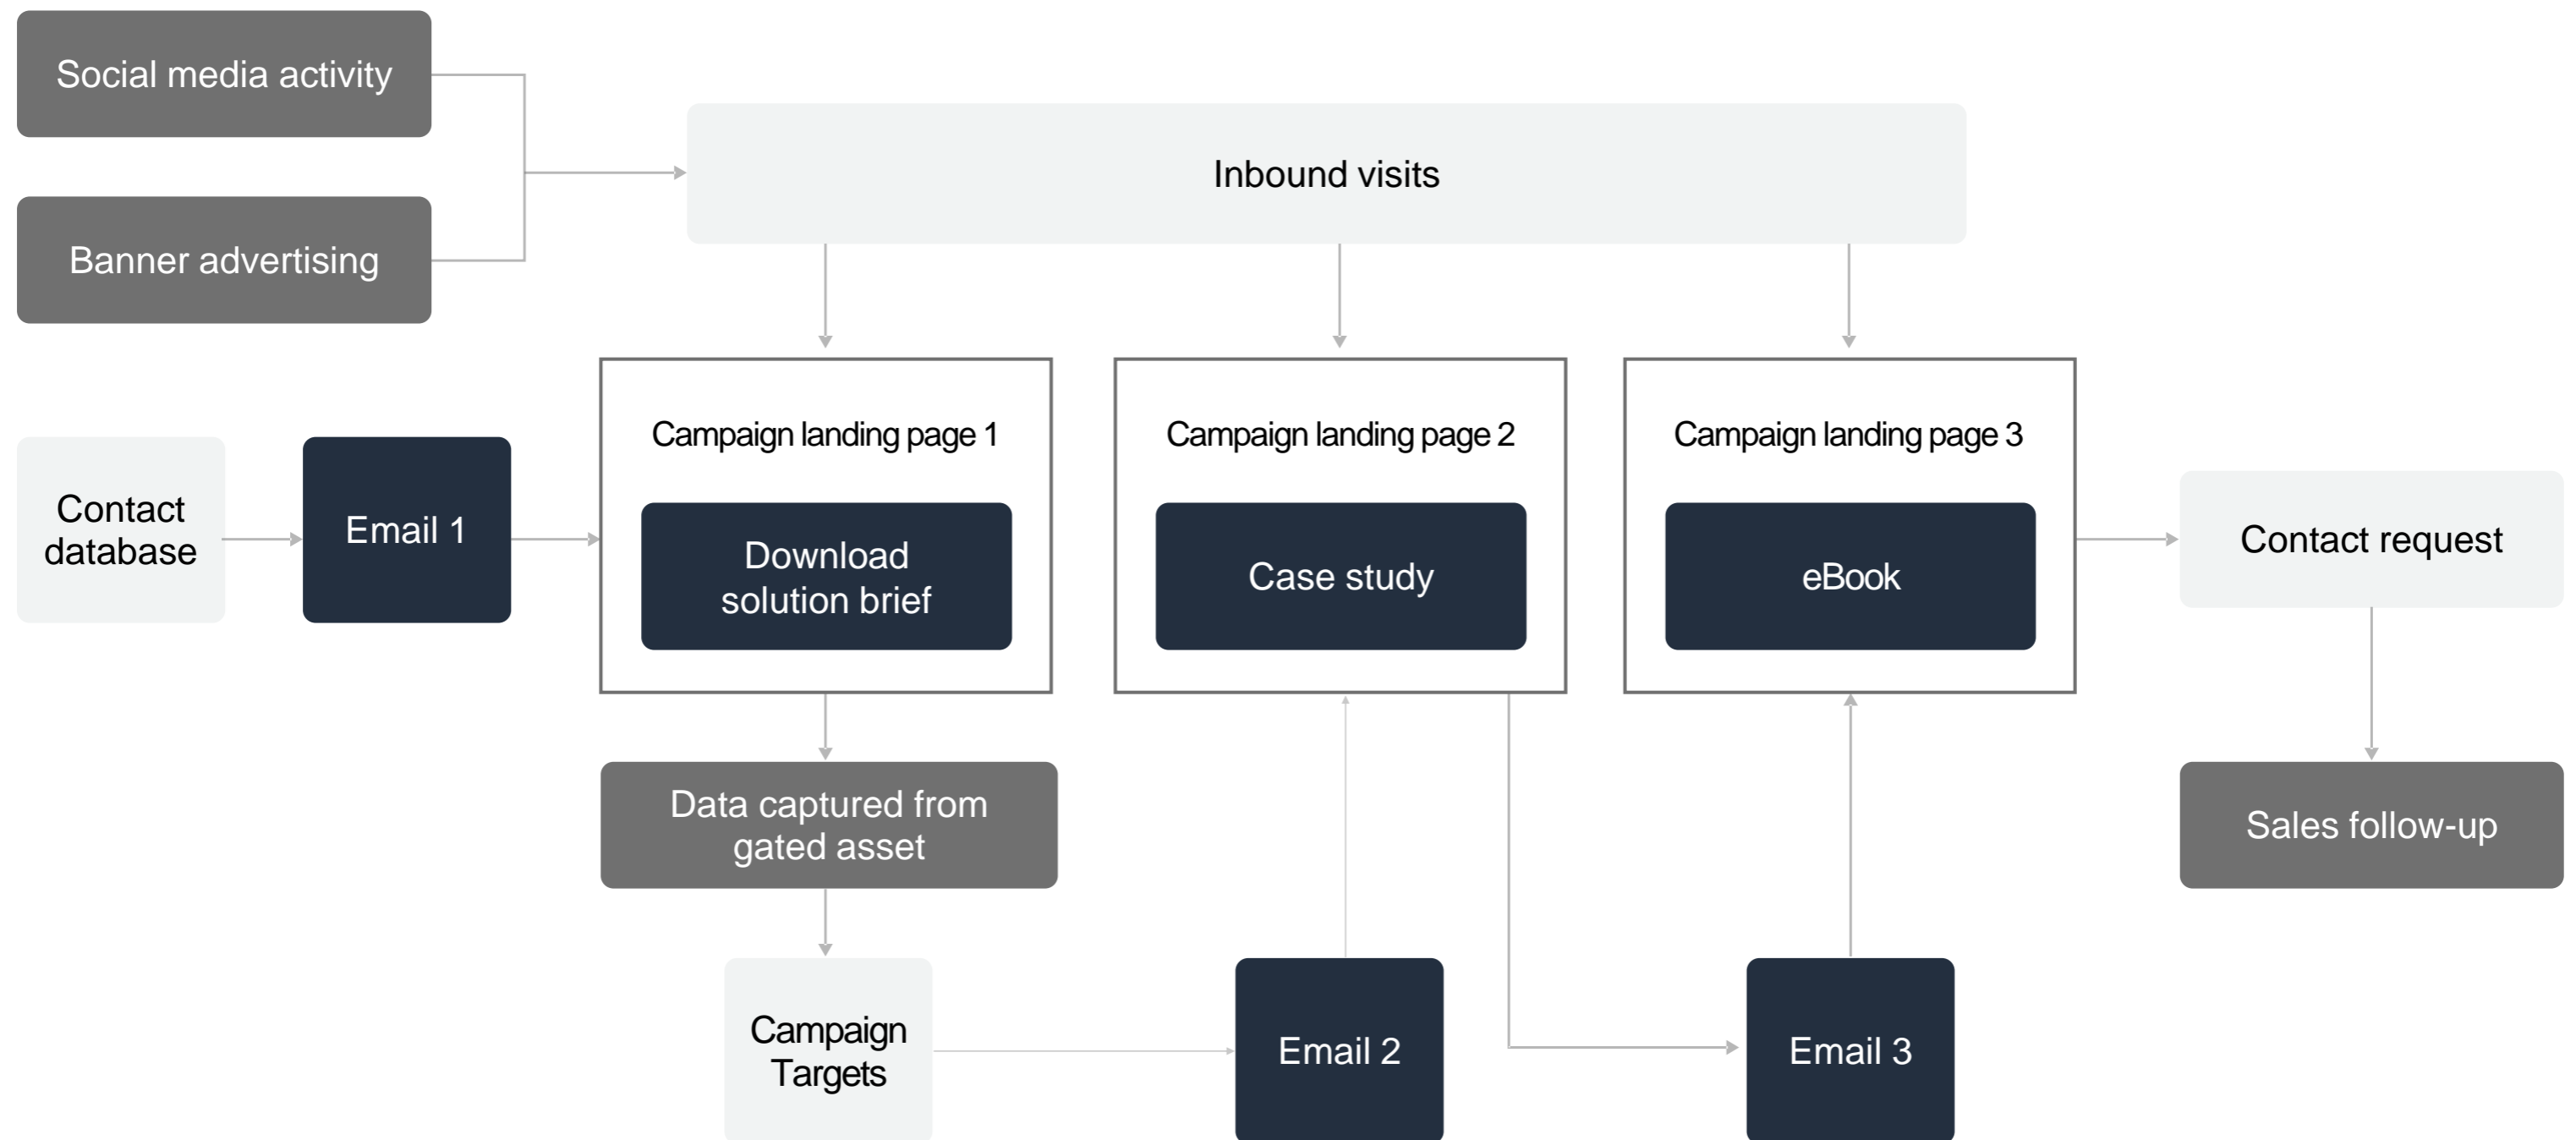 Social media activity
Banner advertising
Inbound visits
Contact
database
Email 1
Campaign landing page 1
Download
solution brief
Campaign landing page 2
Case study
Campaign landing page 3
eBook
Contact request
Data captured from
gated asset
Sales follow-up
Campaign
Targets
Email 2
Email 3